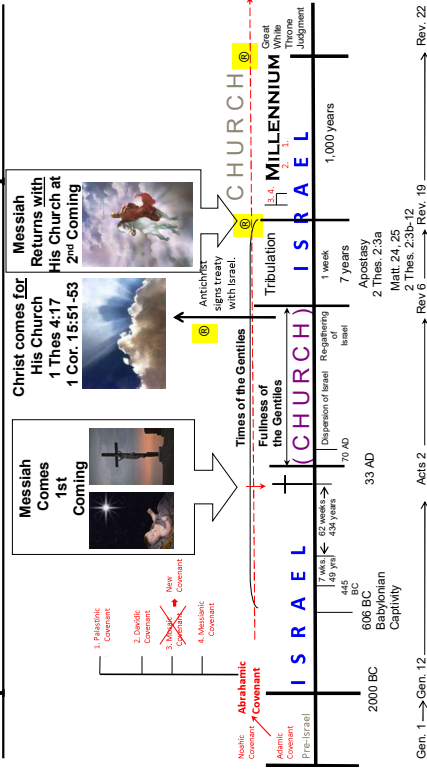 Messiah
Comes
1st
Coming
Christ comes for
His Church
1 Thes 4:17
1 Cor. 15:51-53
Messiah
Returns with
His Church at
2nd Coming
1. Palastinic
Covenant
2. Davidic
Covenant
3. Mosaic
Covenant
New
Covenant
4. Messianic
Covenant
Abrahamic
Covenant
Noahic
Covenant
Adamic
Covenant
Pre-Israel
Times of the Gentiles
Fullness of
the Gentiles
®
Antichrist
signs treaty
with Israel.
®
CHURCH
®
Great
White
Throne
Judgment
Tribulation
3. 4.
MILLENNIUM
2. 1.
ISRAEL
(CHURCH)
ISRAEL
7 wks.
49 yrs
62 weeks
434 years
Dispersion of Israel
Re-gathering
of
Israel
1 week
2000 BC
606 BC
Babylonian
Captivity
445
BC
33 AD
70 AD
7 years
1,000 years
Apostasy
2 Thes. 2:3a
Matt. 24, 25
2 Thes. 2:3b-12
Gen. 1
Gen. 12
Acts 2
Rev 6
Rev. 19
Rev. 22